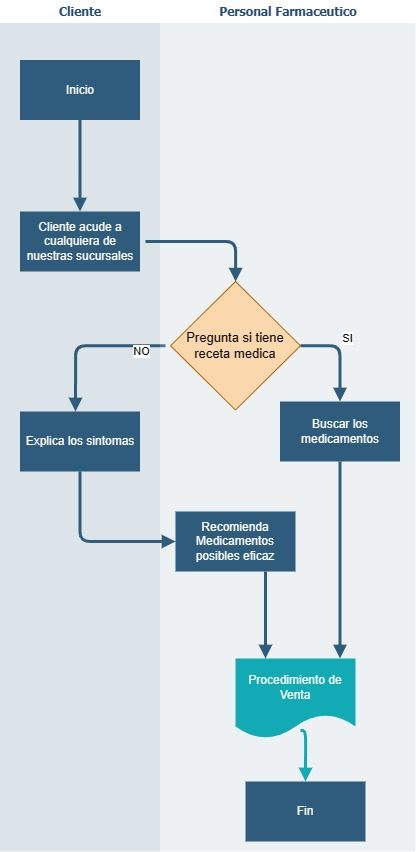 Cliente
Personal Farmaceutico
Inicio
Cliente acude a
cualquiera de
nuestras sucursales
Pregunta si tiene
receta medica
NO
SI
Explica los sintomas
Buscar los
medicamentos
Recomienda
Medicamentos
posibles eficaz
Procedimiento de
Venta
Fin